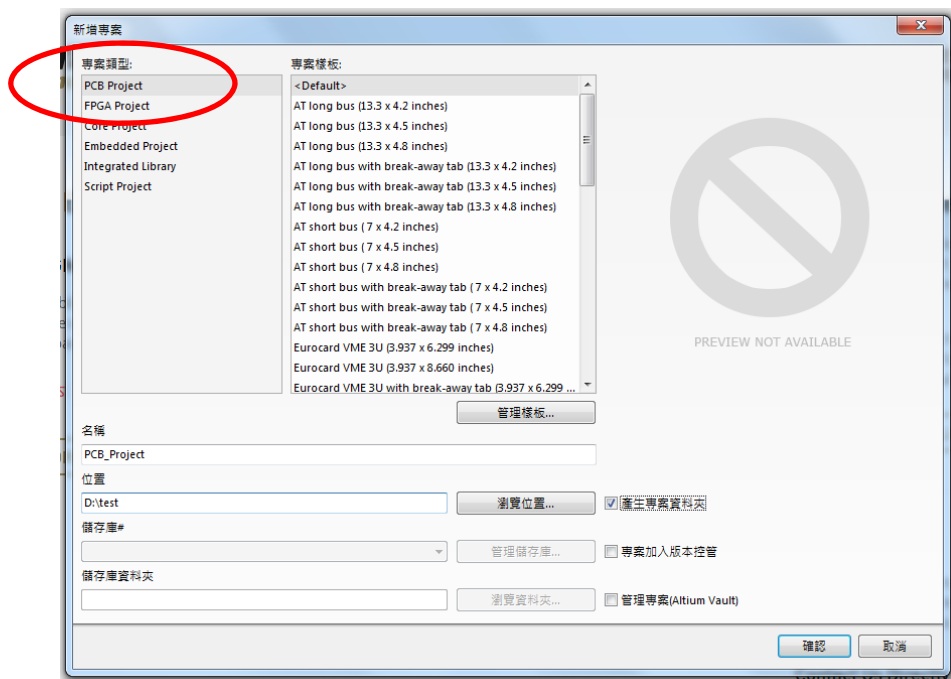 新增專案
專案類型:
PCB Project
FPGA Project
Core Project
Embedded Project
Integrated Library
Script Project
專案樣板:
<Default>
AT long bus (13.3 x 4.2 inches)
AT long bus (13.3 x 4.5 inches)
AT long bus (13.3 x 4.8 inches)
AT long bus with break-away tab (13.3 x 4.2 inches)
AT long bus with break-away tab (13.3 x 4.5 inches)
AT long bus with break-away tab (13.3 x 4.8 inches)
AT short bus ( 7 x 4.2 inches)
AT short bus ( 7 x 4.5 inches)
AT short bus ( 7 x 4.8 inches)
AT short bus with break-away tab ( 7 x 4.2 inches)
AT short bus with break-away tab ( 7 x 4.5 inches)
AT short bus with break-away tab ( 7 x 4.8 inches)
Eurocard VME 3U (3.937 x 6.299 inches)
Eurocard VME 3U (3.937 x 8.660 inches)
Eurocard VME 3U with break-away tab (3.937 x 6.299 ...
PREVIEW NOT AVAILABLE
管理樣板...
名稱
PCB_Project
位置
D:\test
瀏覽位置...
產生專案資料夾
儲存庫#
管理儲存庫...
專案加入版本控管
儲存庫資料夾
瀏覽資料夾...
管理專案(Altium Vault)
確認
取消